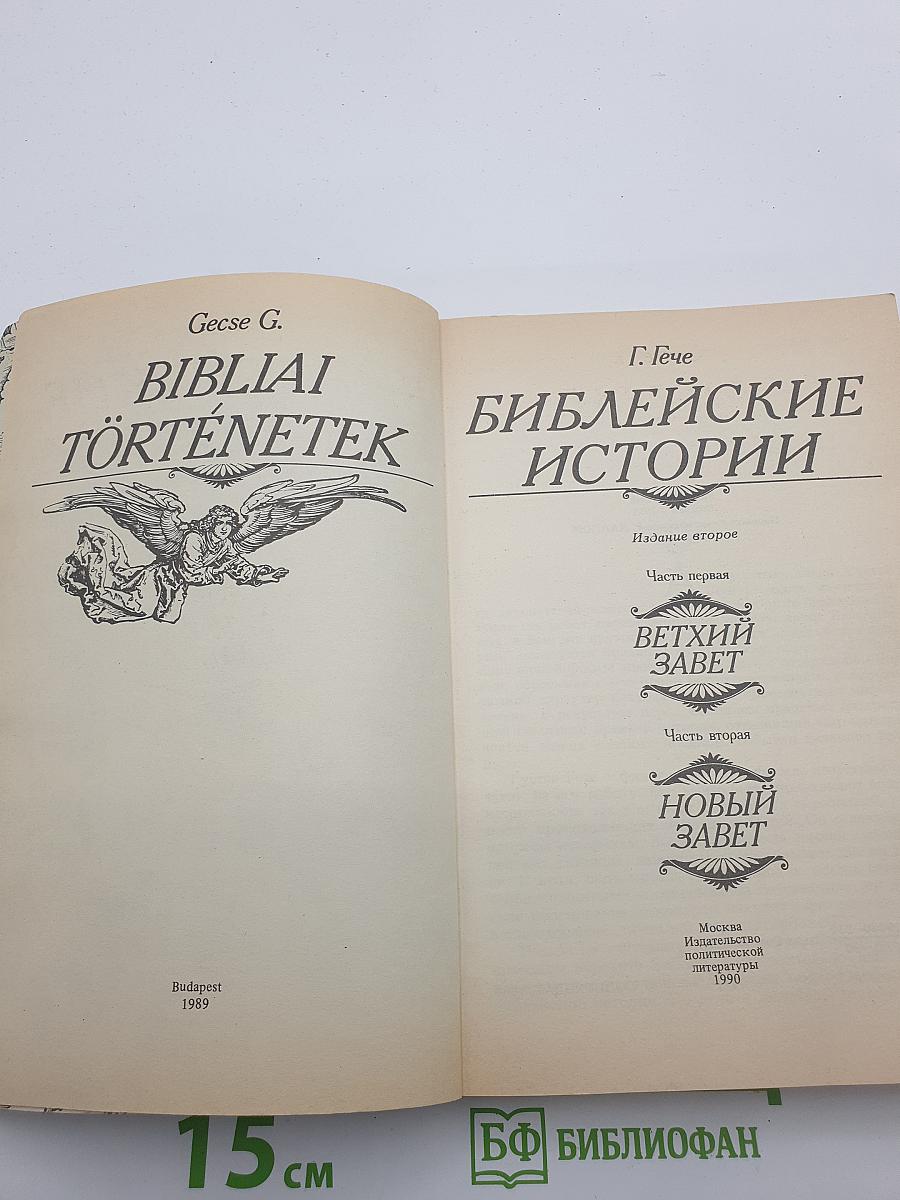 Gecse G.
BIBLIAI
TÖRTÉNETEK
Budapest
1989
Г. Гече
БИБЛЕЙСКИЕ
ИСТОРИИ
Издание второе
Часть первая
ВЕТХИЙ
ЗАВЕТ
Часть вторая
НОВЫЙ
ЗАВЕТ
Москва
Издательство
политической
литературы
1990
15 см
БФ БИБЛИОФАН